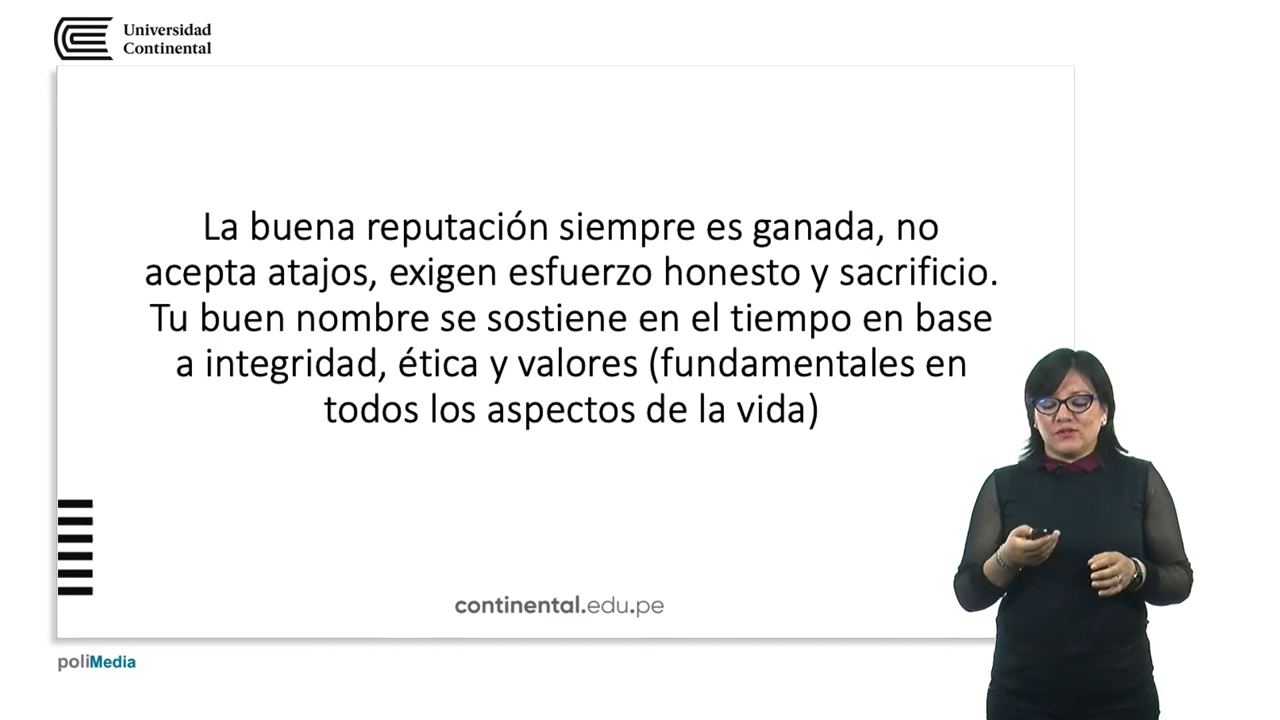 Universidad
Continental
La buena reputación siempre es ganada, no
acepta atajos, exigen esfuerzo honesto y sacrificio.
Tu buen nombre se sostiene en el tiempo en base
a integridad, ética y valores (fundamentales en
todos los aspectos de la vida)
continental.edu.pe
poliMedia